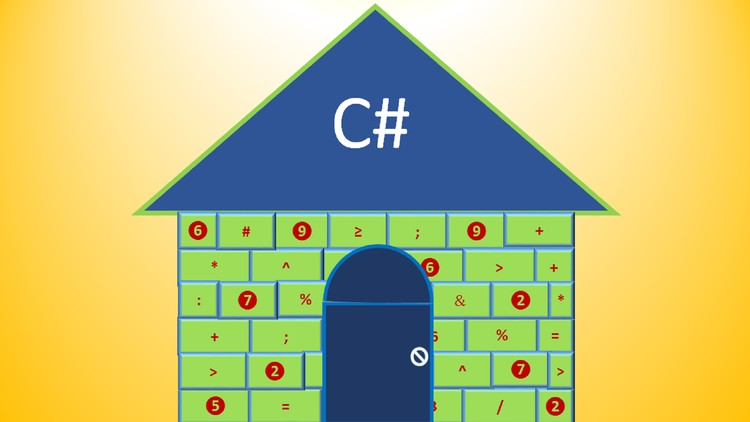 C#
6 # 9 ≥ ; 9 +
* ^ 6 > +
: 7 % & 2 *
+ ; % =
> 2 ^ 7 >
5 = / 2